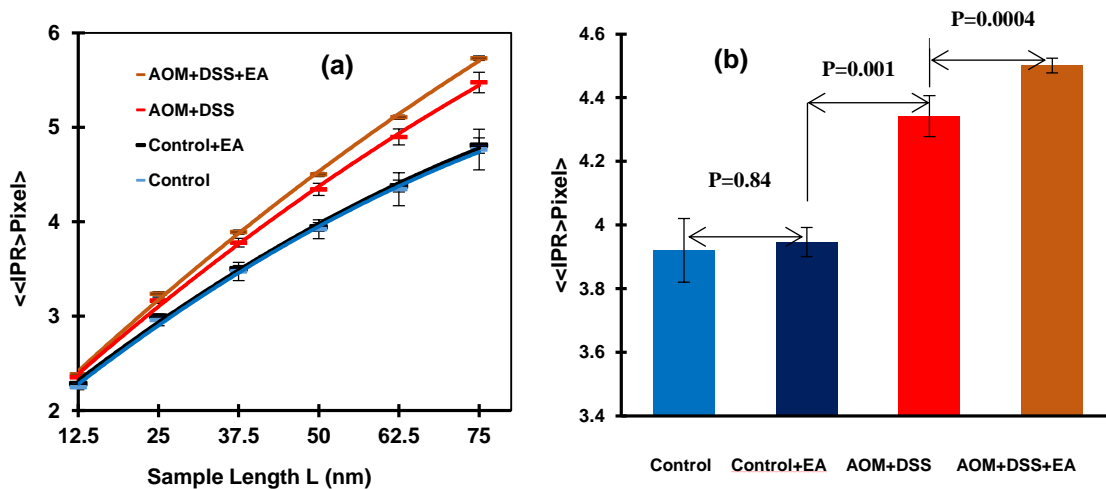 (a)
<<IPR>Pixel>
6
5
4
3
2
AOM+DSS+EA
AOM+DSS
Control+EA
Control
12.5 25 37.5 50 62.5 75
Sample Length L (nm)
(b)
<<IPR>Pixel>
4.6
4.4
4.2
4
3.8
3.6
3.4
P=0.84
P=0.001
P=0.0004
Control Control+EA AOM+DSS AOM+DSS+EA